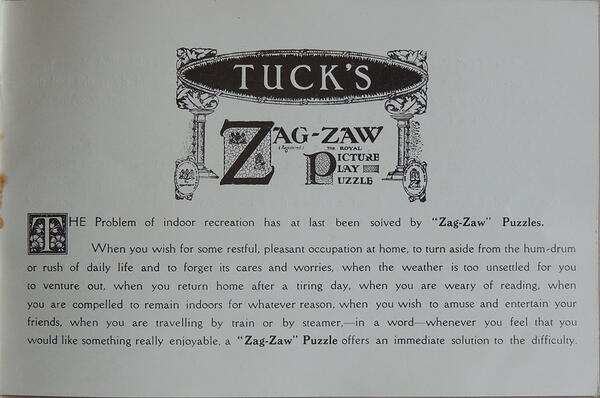 TUCK'S
ZAG-ZAW
(Registered) THE ROYAL
PICTURE
PLAY
PUZZLE
THE Problem of indoor recreation has at last been solved by "Zag-Zaw" Puzzles.
When you wish for some restful, pleasant occupation at home, to turn aside from the hum-drum
or rush of daily life and to forget its cares and worries, when the weather is too unsettled for you
to venture out, when you return home after a tiring day, when you are weary of reading, when
you are compelled to remain indoors for whatever reason, when you wish to amuse and entertain your
friends, when you are travelling by train or by steamer,—in a word—whenever you feel that you
would like something really enjoyable, a "Zag-Zaw" Puzzle offers an immediate solution to the difficulty.